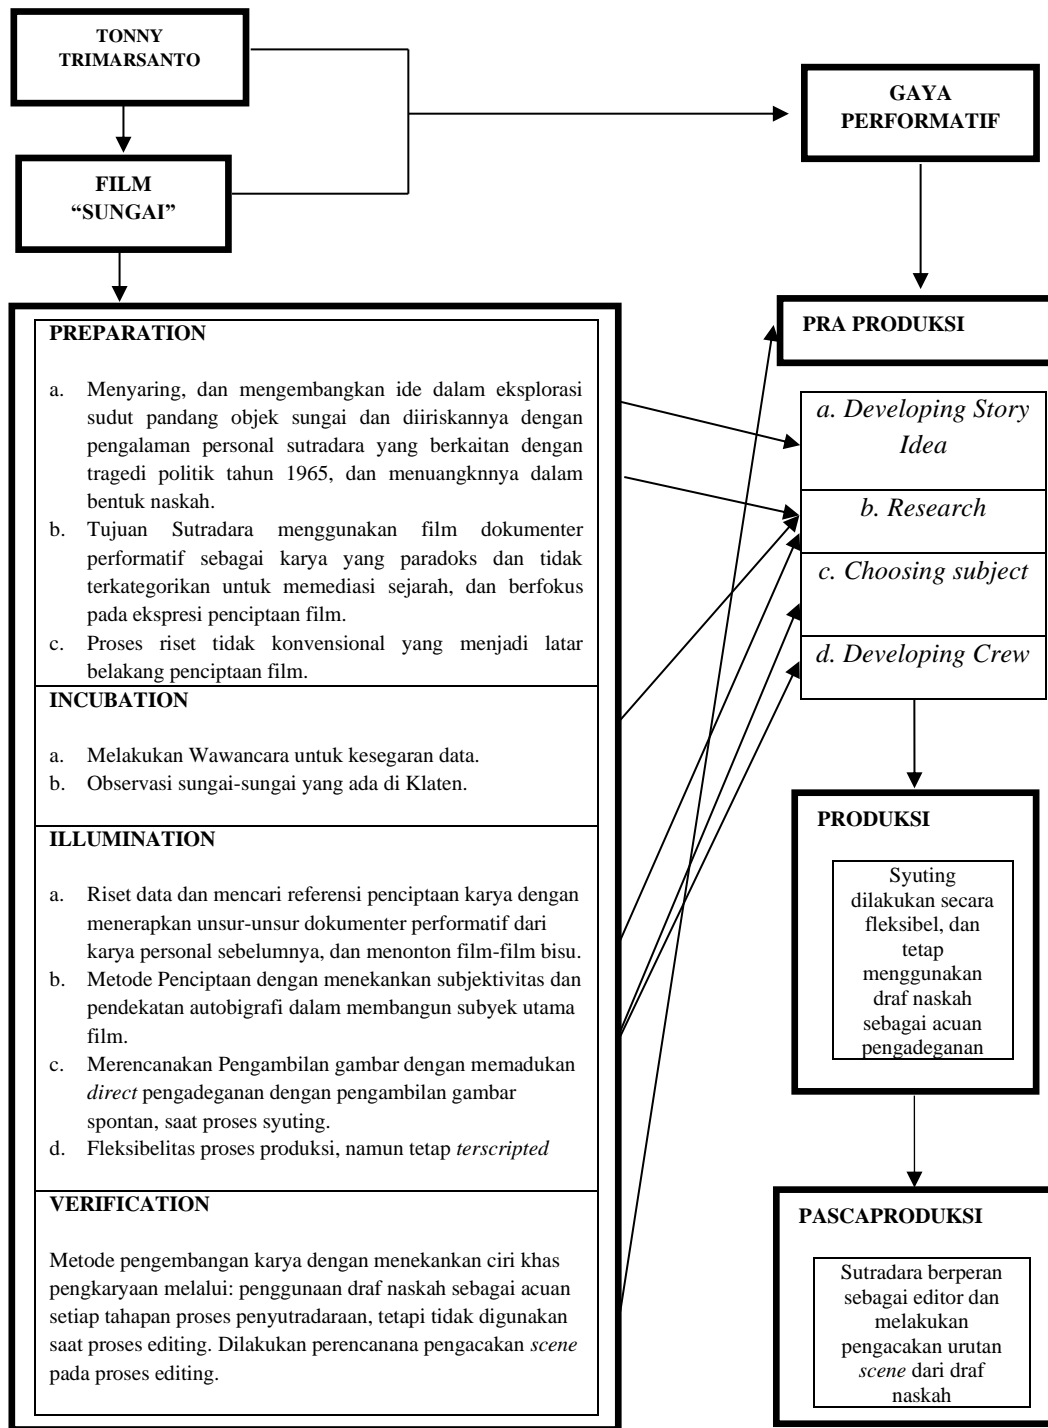 TONNY
TRIMARSANTO
GAYA
PERFORMATIF
FILM
“SUNGAI”
PREPARATION
a. Menyaring, dan mengembangkan ide dalam eksplorasi
sudut pandang objek sungai dan diiriskannya dengan
pengalaman personal sutradara yang berkaitan dengan
tragedi politik tahun 1965, dan menuangknnya dalam
bentuk naskah.
b. Tujuan Sutradara menggunakan film dokumenter
performatif sebagai karya yang paradoks dan tidak
terkategorikan untuk memediasi sejarah, dan berfokus
pada ekspresi penciptaan film.
c. Proses riset tidak konvensional yang menjadi latar
belakang penciptaan film.
INCUBATION
a. Melakukan Wawancara untuk kesegaran data.
b. Observasi sungai-sungai yang ada di Klaten.
ILLUMINATION
a. Riset data dan mencari referensi penciptaan karya dengan
menerapkan unsur-unsur dokumenter performatif dari
karya personal sebelumnya, dan menonton film-film bisu.
b. Metode Penciptaan dengan menekankan subjektivitas dan
pendekatan autobigrafi dalam membangun subyek utama
film.
c. Merencanakan Pengambilan gambar dengan memadukan
direct pengadeganan dengan pengambilan gambar
spontan, saat proses syuting.
d. Fleksibelitas proses produksi, namun tetap terscripted
VERIFICATION
Metode pengembangan karya dengan menekankan ciri khas
pengkaryaan melalui: penggunaan draf naskah sebagai acuan
setiap tahapan proses penyutradaraan, tetapi tidak digunakan
saat proses editing. Dilakukan perencanana pengacakan scene
pada proses editing.
PRA PRODUKSI
a. Developing Story
Idea
b. Research
c. Choosing subject
d. Developing Crew
PRODUKSI
Syuting
dilakukan secara
fleksibel, dan
tetap
menggunakan
draf naskah
sebagai acuan
pengadeganan
PASCAPRODUKSI
Sutradara berperan
sebagai editor dan
melakukan
pengacakan urutan
scene dari draf
naskah